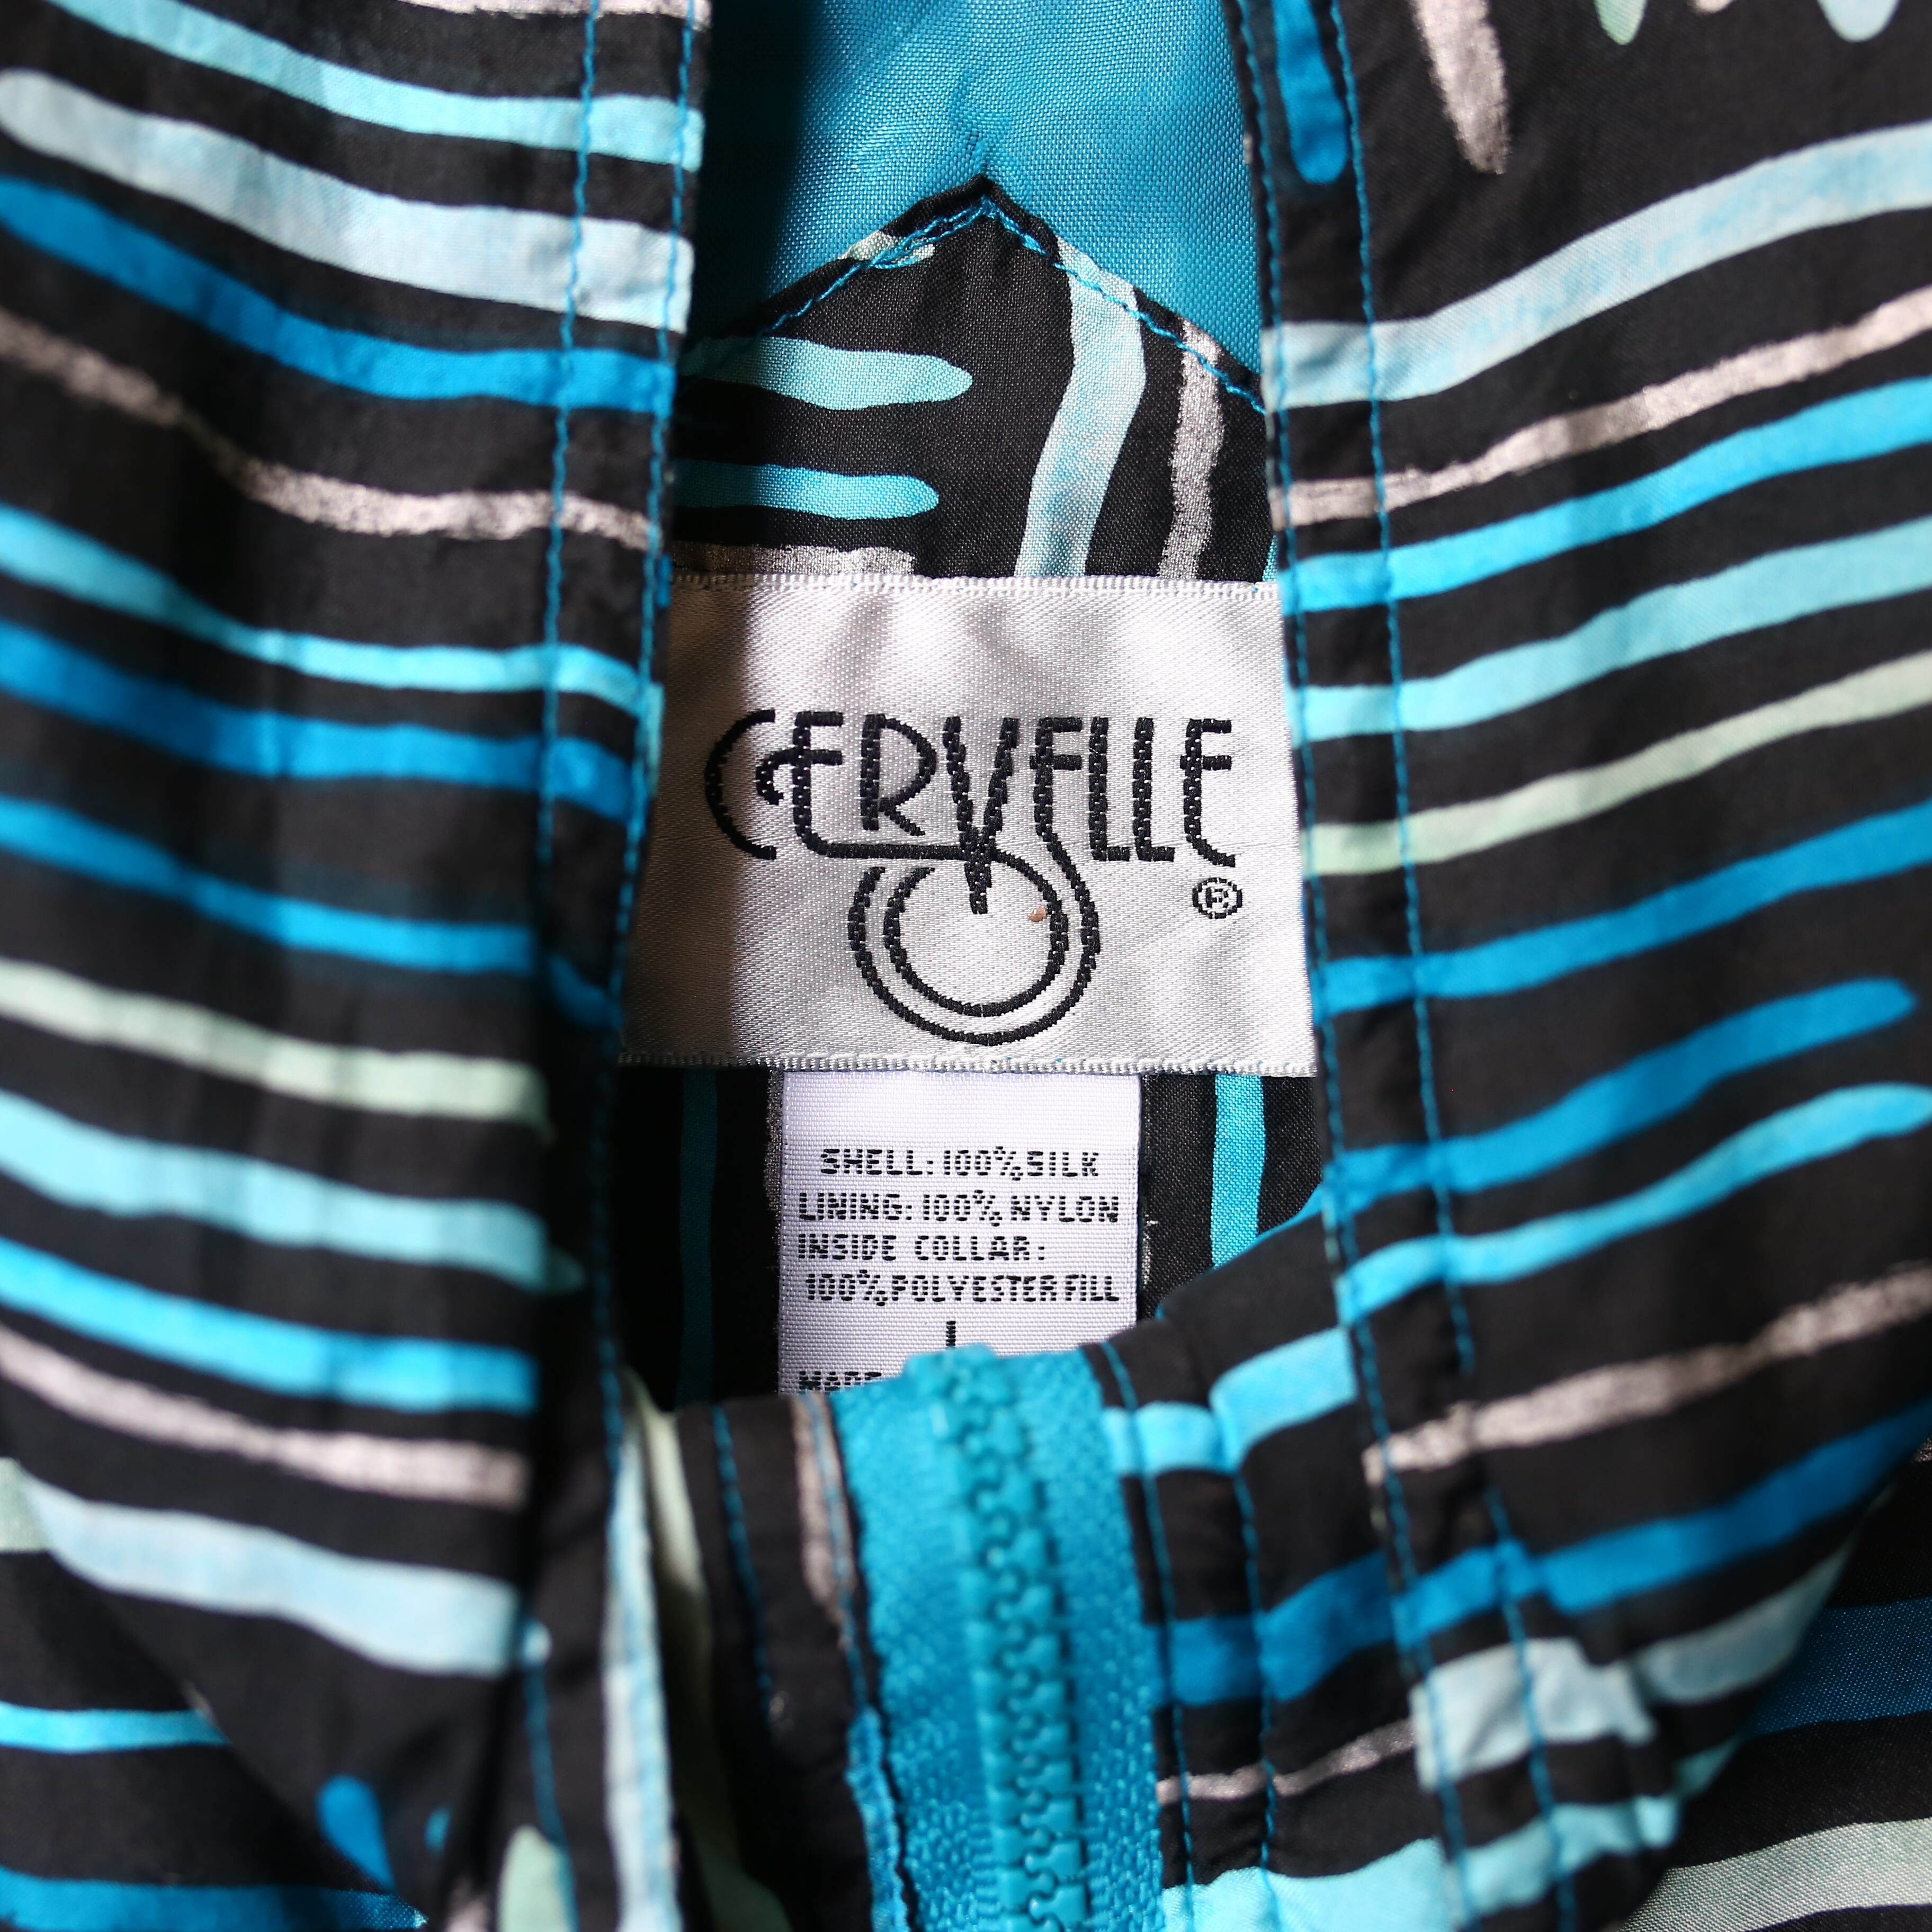 CERVELLE
®
SHELL: 100% SILK
LINING: 100% NYLON
INSIDE COLLAR:
100% POLYESTER FILL